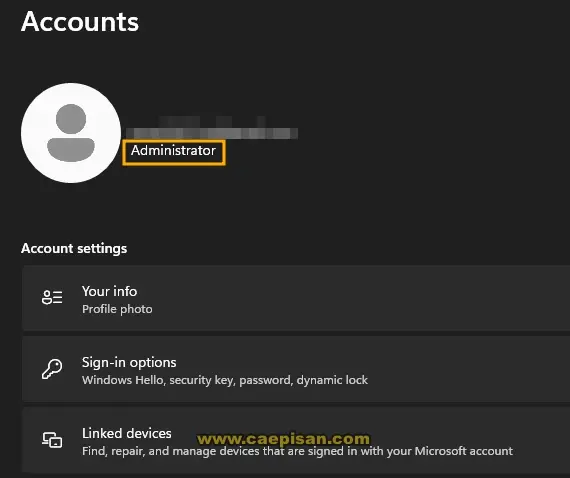 Accounts
Administrator
Account settings
Your info
Profile photo
Sign-in options
Windows Hello, security key, password, dynamic lock
Linked devices
www.caepisan.com
Find, repair, and manage devices that are signed in with your Microsoft account